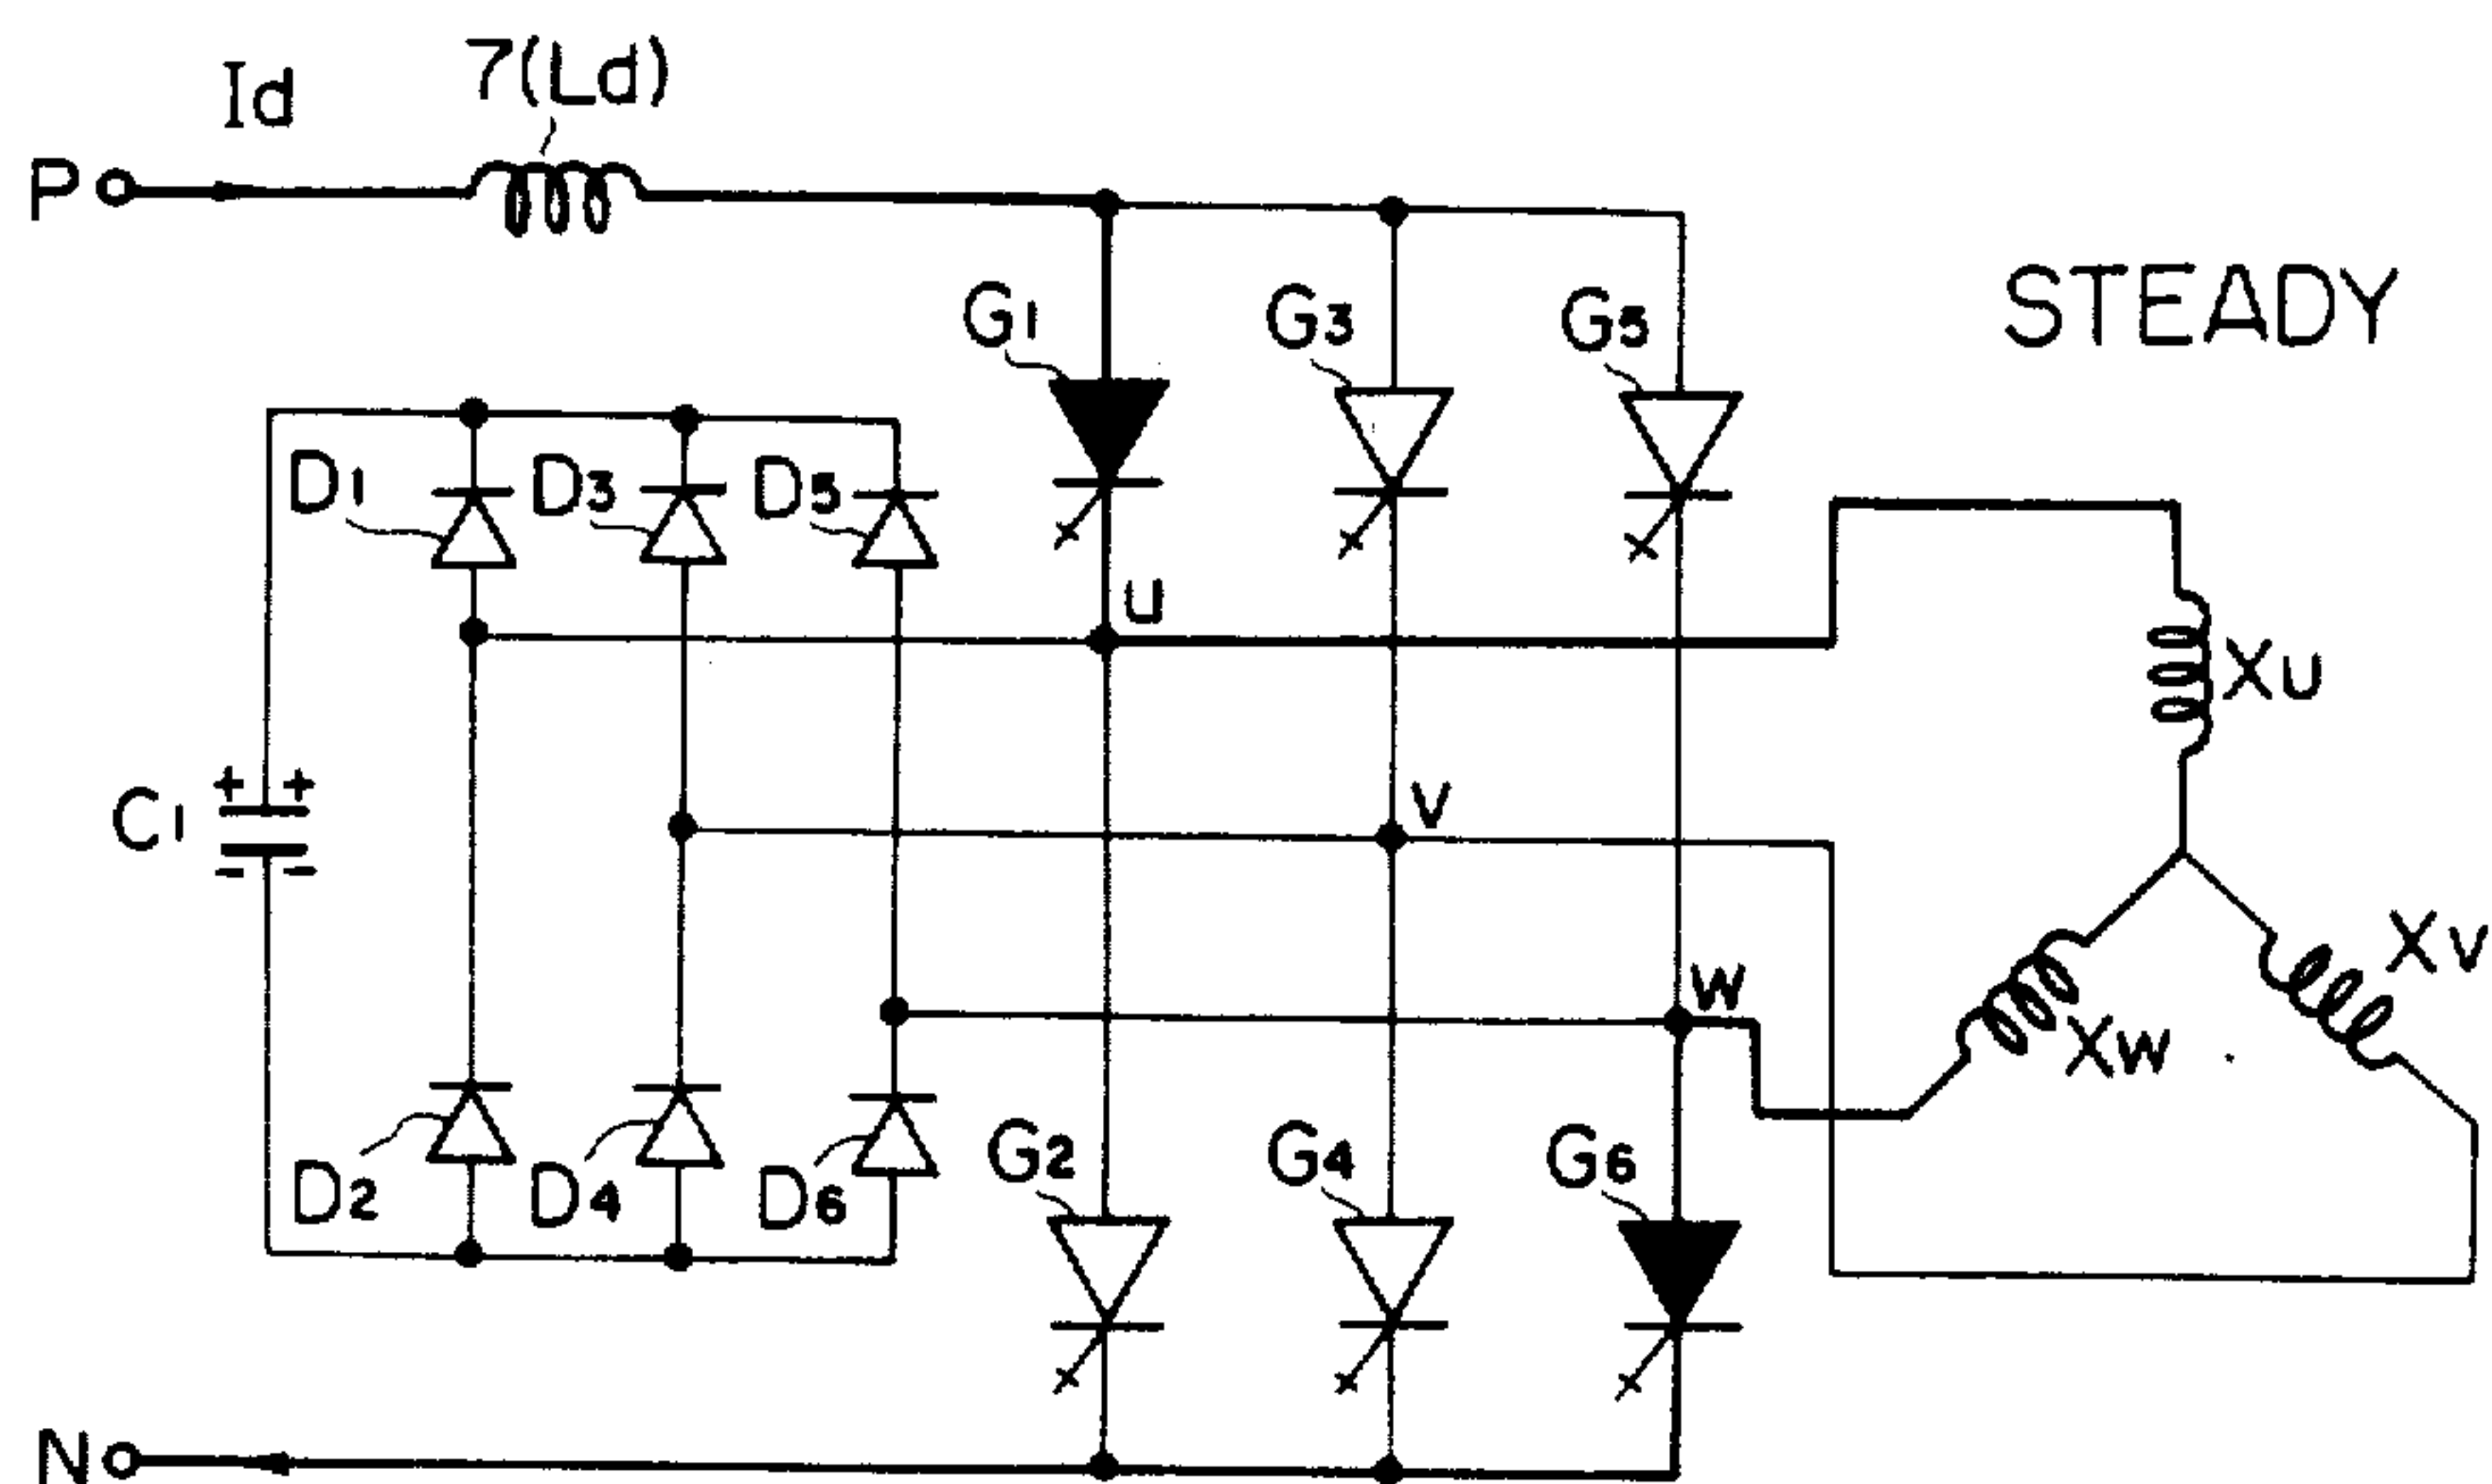 Id
7(Ld)
P
G1
G3
G5
STEADY
D1
D3
D5
U
XU
C1
+ +
- -
V
XV
W
XW
G2
G4
G6
D2
D4
D6
N